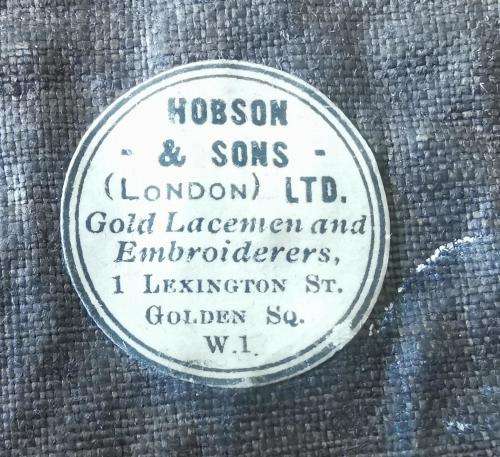 HOBSON
- & SONS -
(LONDON) LTD.
Gold Lacemen and
Embroiderers,
1 LEXINGTON ST.
GOLDEN SQ.
W.1.